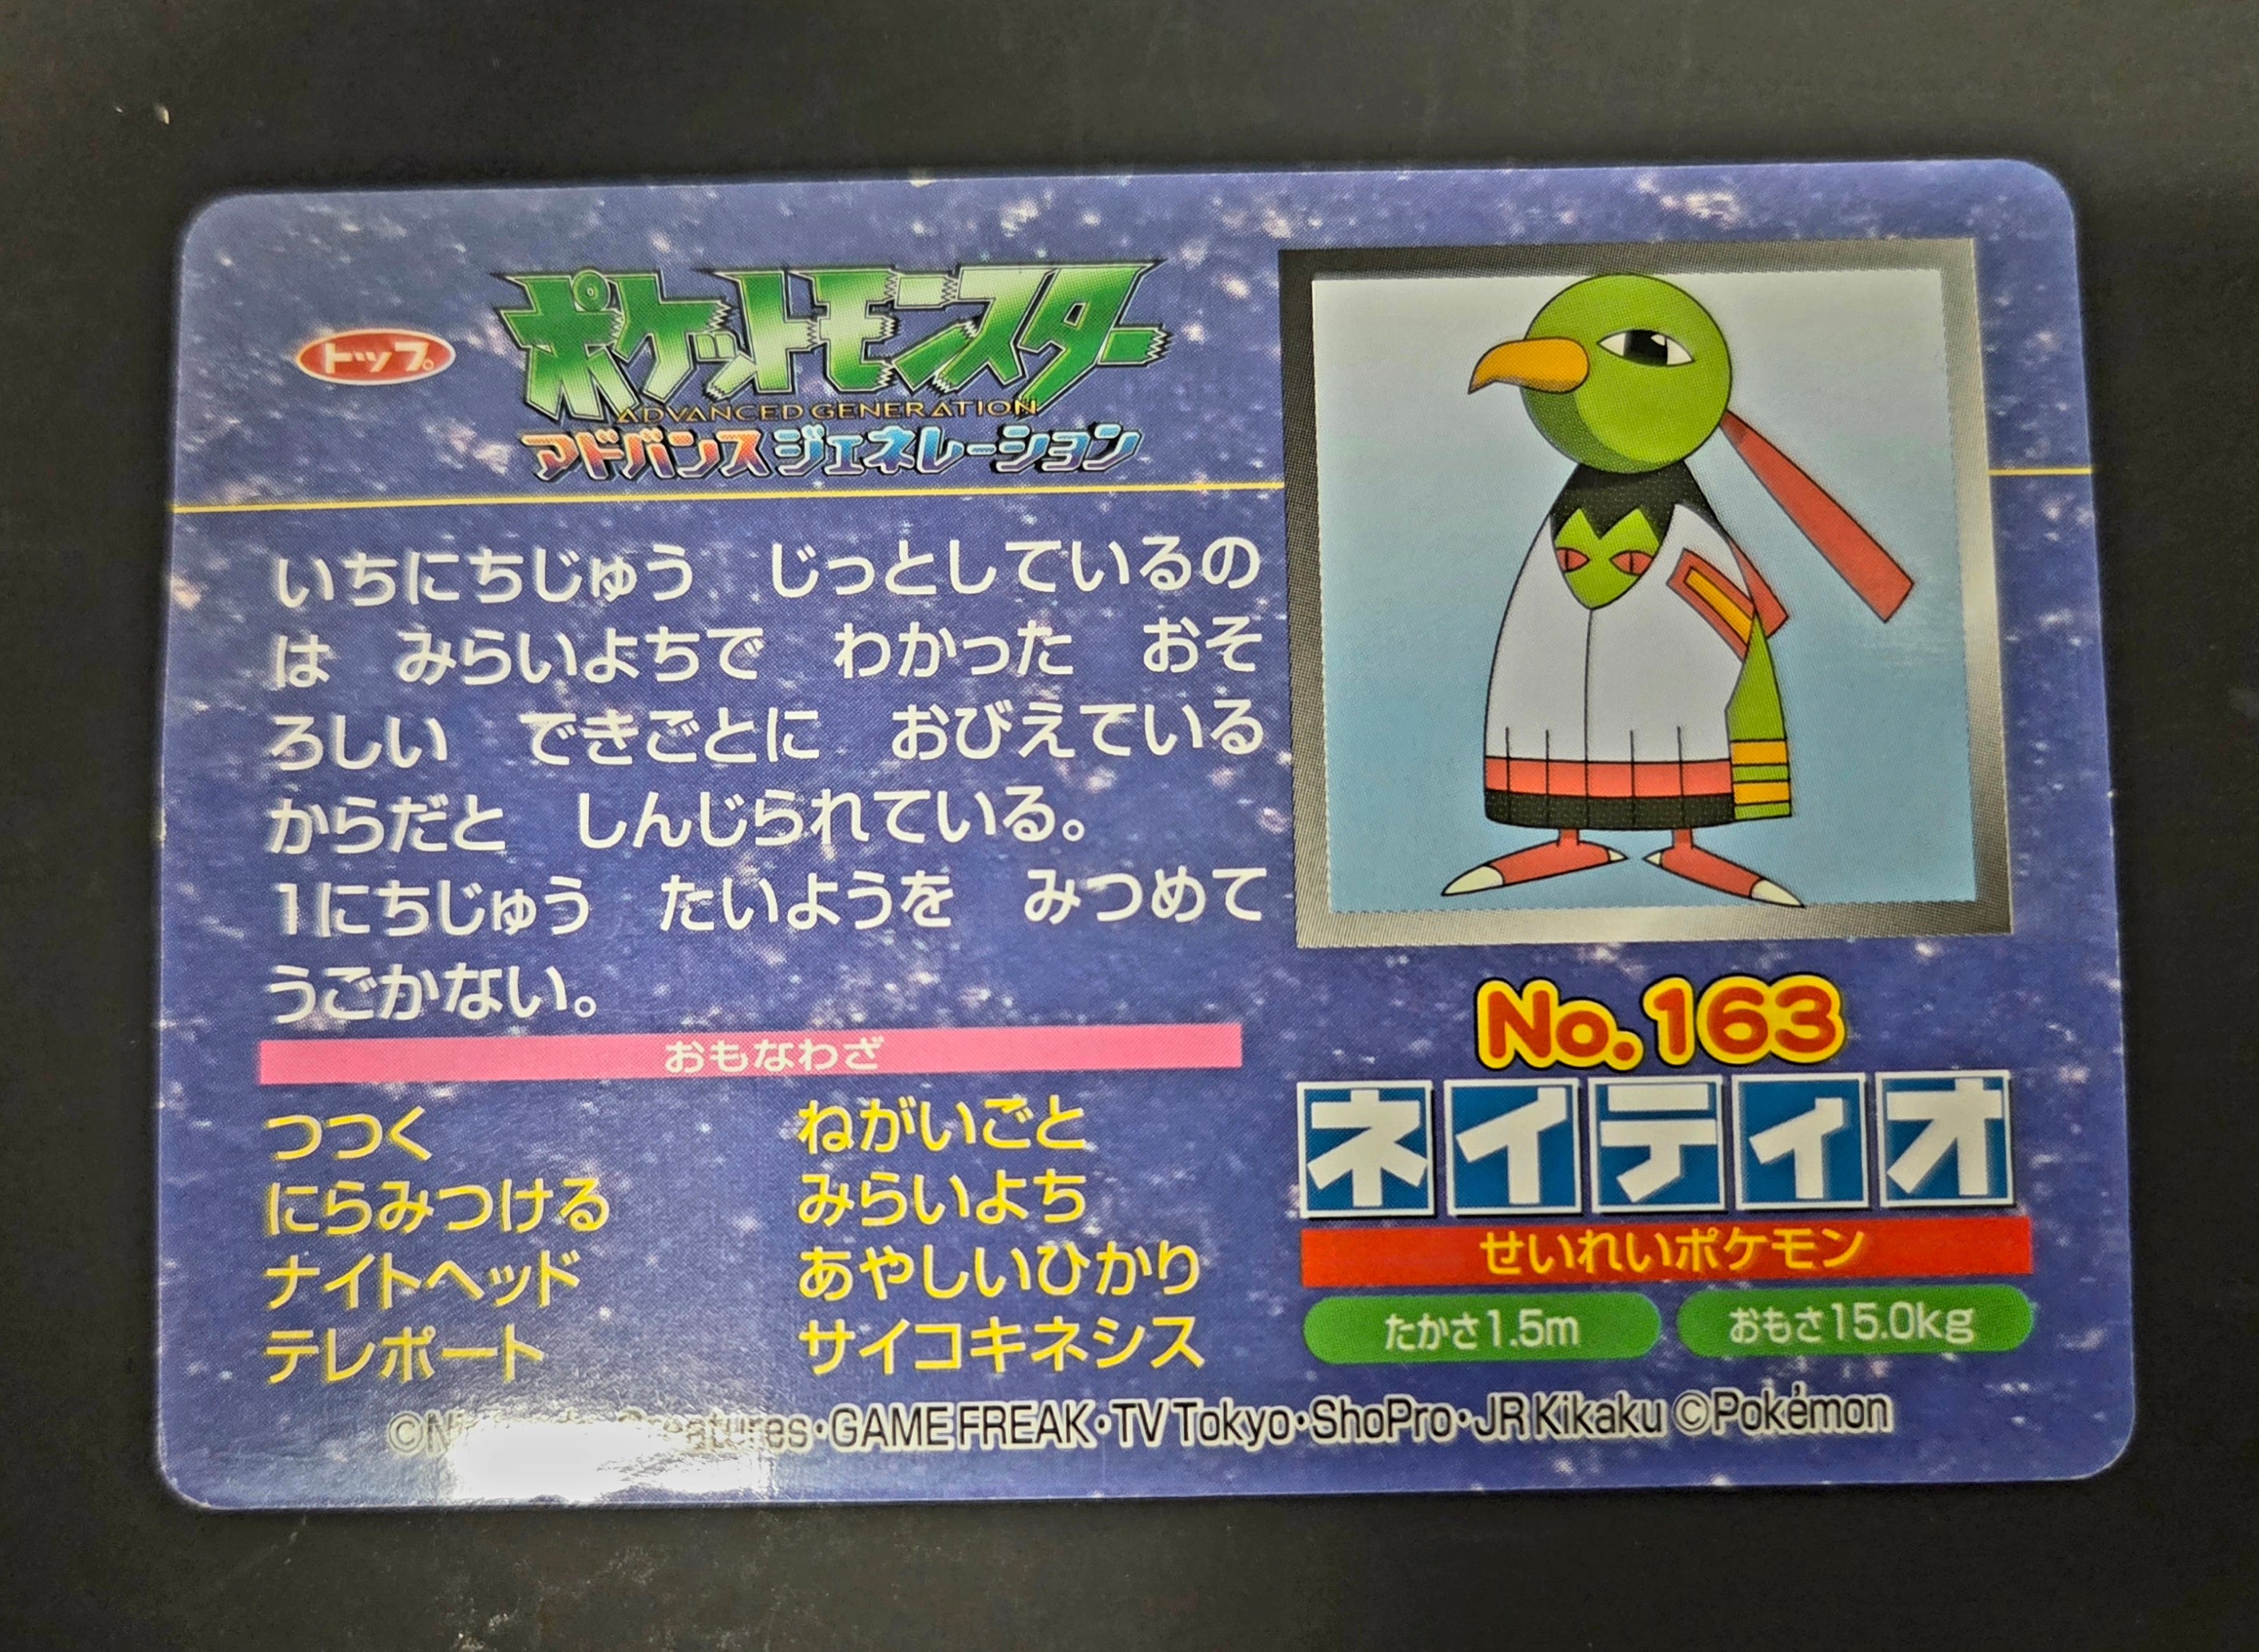 トップ
ポケットモンスター
ADVANCED GENERATION
アドバンスジェネレーション
いちにちじゅう　じっとしているの
は　みらいよちで　わかった　おそ
ろしい　できごとに　おびえている
からだと　しんじられている。
1にちじゅう　たいようを　みつめて
うごかない。
おもなわざ
つつく
にらみつける
ナイトヘッド
テレポート
ねがいごと
みらいよち
あやしいひかり
サイコキネシス
No.163
ネイティオ
せいれいポケモン
たかさ1.5m
おもさ15.0kg
・GAME FREAK・TV Tokyo・ShoPro・JR Kikaku ©Pokémon